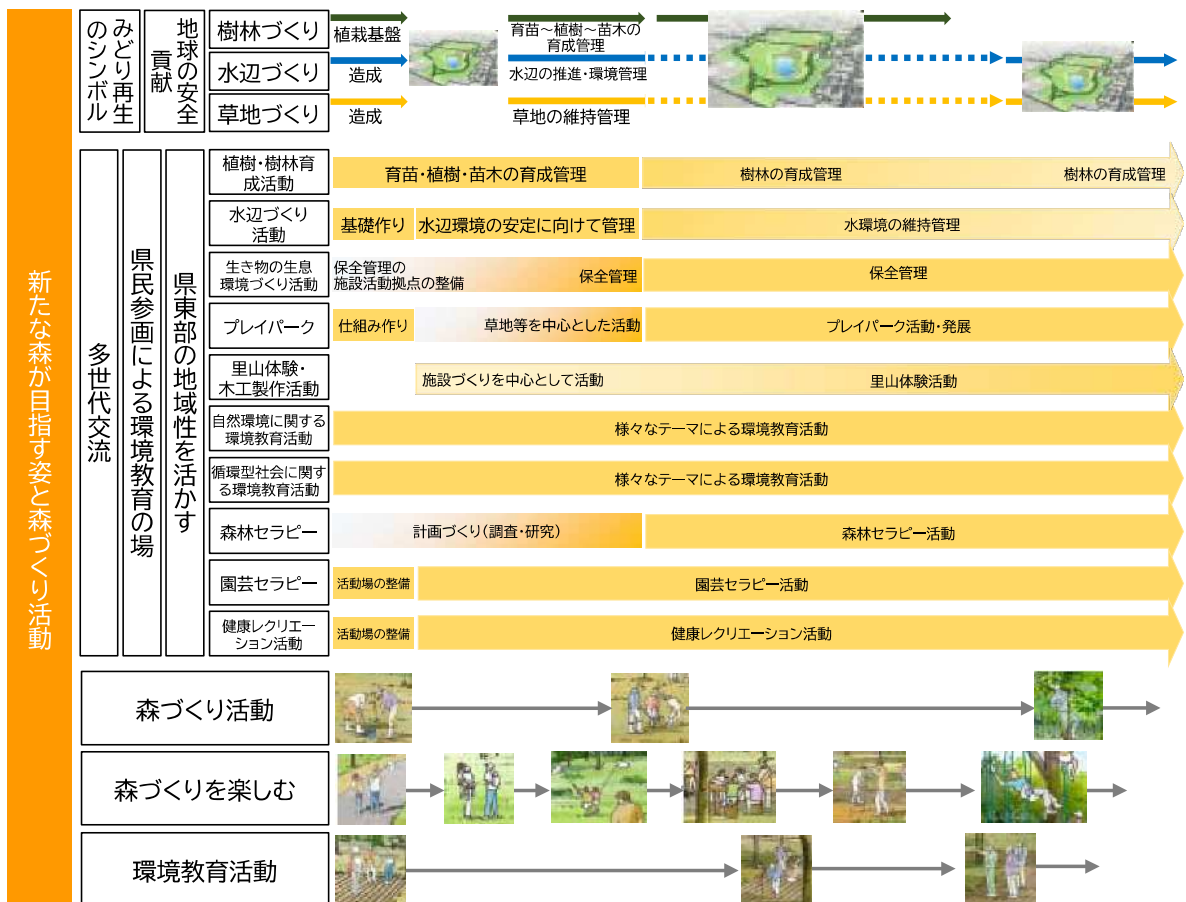 新たな森が目指す姿と森づくり活動
みどり再生
のシンボル
地球の安全
貢献
樹林づくり
植栽基盤
育苗~植樹~苗木の
育成管理
水辺づくり
造成
水辺の推進・環境管理
草地づくり
造成
草地の維持管理
多世代交流
県民参画による環境教育の場
県東部の地域性を活かす
植樹・樹林育
成活動
育苗・植樹・苗木の育成管理
樹林の育成管理
樹林の育成管理
水辺づくり
活動
基礎作り
水辺環境の安定に向けて管理
水環境の維持管理
生き物の生息
環境づくり活動
保全管理の
施設活動拠点の整備
保全管理
保全管理
プレイパーク
仕組み作り
草地等を中心とした活動
プレイパーク活動・発展
里山体験・
木工製作活動
施設づくりを中心として活動
里山体験活動
自然環境に関する
環境教育活動
様々なテーマによる環境教育活動
循環型社会に関す
る環境教育活動
様々なテーマによる環境教育活動
森林セラピー
計画づくり(調査・研究)
森林セラピー活動
園芸セラピー
活動場の整備
園芸セラピー活動
健康レクリエー
ション活動
活動場の整備
健康レクリエーション活動
森づくり活動
森づくりを楽しむ
環境教育活動